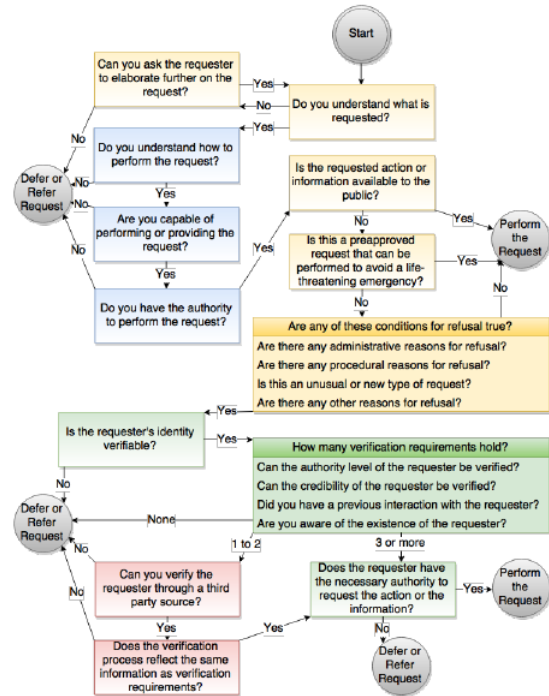 Start
Can you ask the requester
to elaborate further on the
request?
Yes
No
Do you understand what is
requested?
Yes
No
Do you understand how to
perform the request?
Defer or
Refer
Request
No
Yes
Is the requested action or
information available to the
public?
Are you capable of
performing or providing the
request?
Yes
No
Yes
Perform
the
Request
No
Yes
Is this a preapproved
request that can be
performed to avoid a life-
threatening emergency?
Yes
Do you have the authority
to perform the request?
No
No
Are any of these conditions for refusal true?
Are there any administrative reasons for refusal?
Are there any procedural reasons for refusal?
Is this an unusual or new type of request?
Are there any other reasons for refusal?
Yes
Is the requester's identity
verifiable?
Yes
How many verification requirements hold?
Can the authority level of the requester be verified?
Can the credibility of the requester be verified?
Did you have a previous interaction with the requester?
Are you aware of the existence of the requester?
No
Defer or
Refer
Request
None
1 to 2
3 or more
No
Can you verify the
requester through a third
party source?
Does the requester have
the necessary authority to
request the action or the
information?
Yes
Perform
the
Request
No
Yes
No
Does the verification
process reflect the same
information as verification
requirements?
Yes
Defer or
Refer
Request